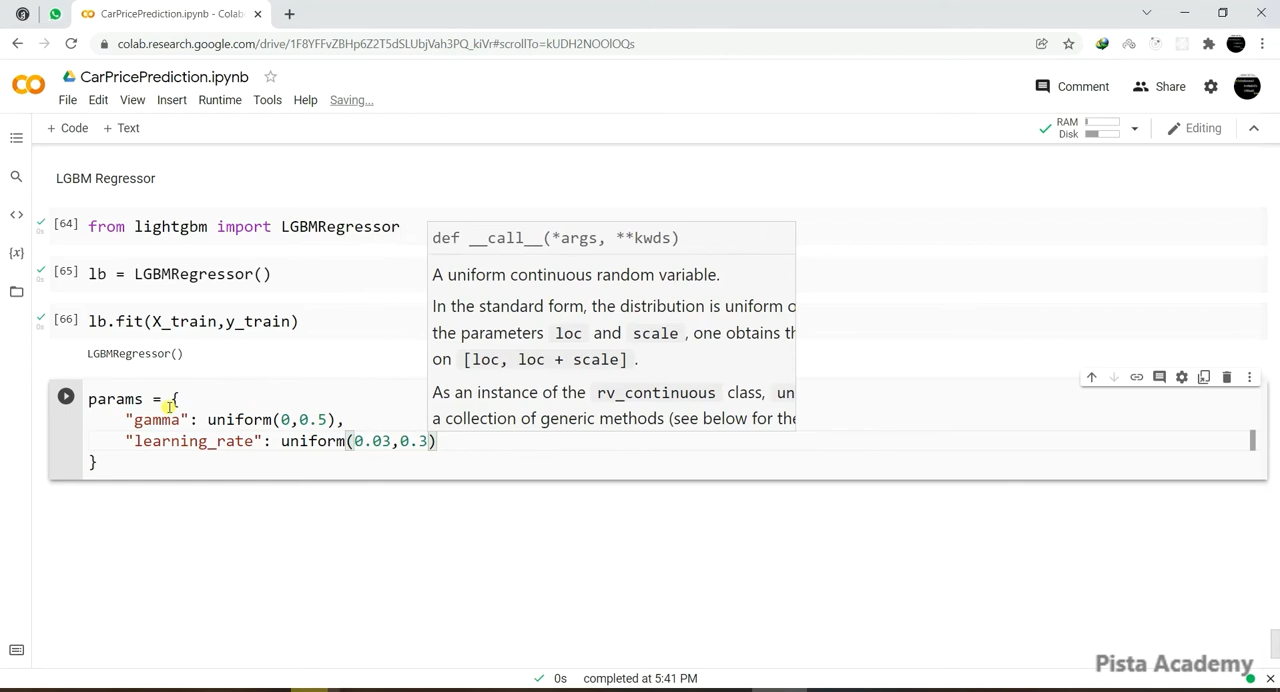 CarPricePrediction.ipynb - Colab
colab.research.google.com/drive/1F8YFFvZBHp6Z2T5dSLUbjVah3PQ_kiVr#scrollTo=kUDH2NOOlOQs
CarPricePrediction.ipynb
File Edit View Insert Runtime Tools Help Saving...
Comment
Share
+ Code + Text
RAM
Disk
Editing
LGBM Regressor
[64] from lightgbm import LGBMRegressor
[65] lb = LGBMRegressor()
[66] lb.fit(X_train,y_train)
LGBMRegressor()
def __call__(*args, **kwds)
A uniform continuous random variable.
In the standard form, the distribution is uniform o
the parameters loc and scale , one obtains th
on [loc, loc + scale] .
As an instance of the rv_continuous class, un
a collection of generic methods (see below for the
params = {
"gamma": uniform(0,0.5),
"learning_rate": uniform(0.03,0.3)
}
Pista Academy
0s completed at 5:41 PM